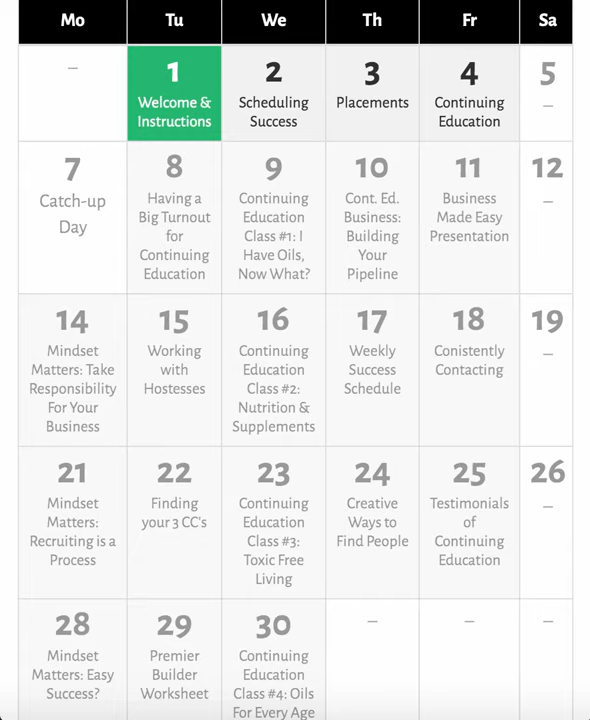 Mo Tu We Th Fr Sa
– 1 2 3 4 5
Welcome &
Instructions
Scheduling
Success
Placements
Continuing
Education
–
7 8 9 10 11 12
Catch-up
Day
Having a
Big Turnout
for
Continuing
Education
Continuing
Education
Class #1: I
Have Oils,
Now What?
Cont. Ed.
Business:
Building
Your
Pipeline
Business
Made Easy
Presentation
–
14 15 16 17 18 19
Mindset
Matters: Take
Responsibility
For Your
Business
Working
with
Hostesses
Continuing
Education
Class #2:
Nutrition &
Supplements
Weekly
Success
Schedule
Conistently
Contacting
–
21 22 23 24 25 26
Mindset
Matters:
Recruiting is a
Process
Finding
your 3 CC's
Continuing
Education
Class #3:
Toxic Free
Living
Creative
Ways to
Find People
Testimonials
of
Continuing
Education
–
28 29 30 – – –
Mindset
Matters: Easy
Success?
Premier
Builder
Worksheet
Continuing
Education
Class #4: Oils
For Every Age